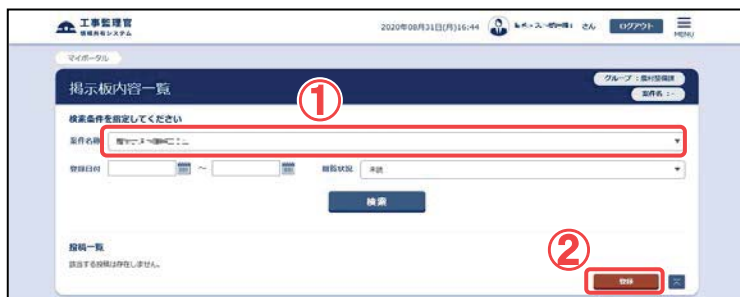 工事監理官
情報共有システム
2020年08月31日(月)16:44
さん
ログアウト
MENU
マイポータル
掲示板内容一覧
グループ：農村整備課
案件名：-
①
検索条件を指定してください
案件名称
登録日付
～
閲覧状況
未読
検索
投稿一覧
該当する投稿は存在しません。
②
登録